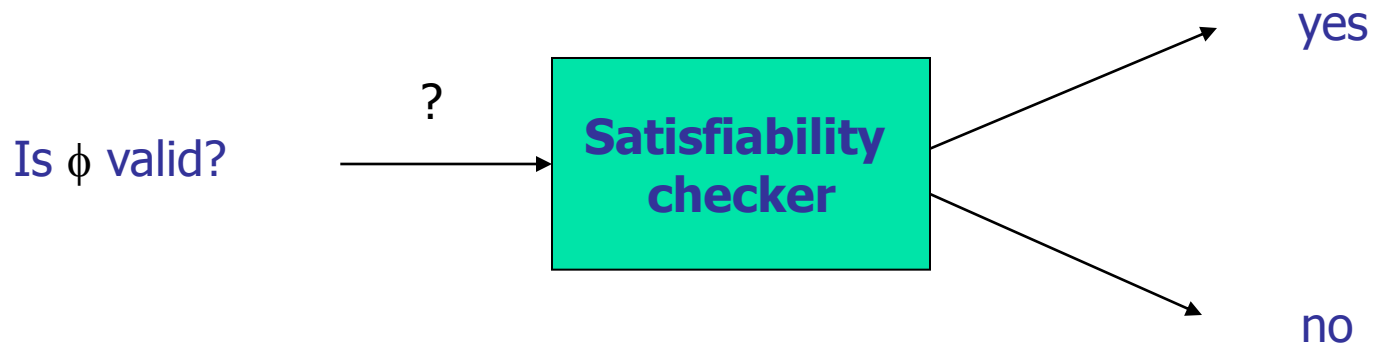 yes
?
Is ϕ valid?
Satisfiability
checker
no